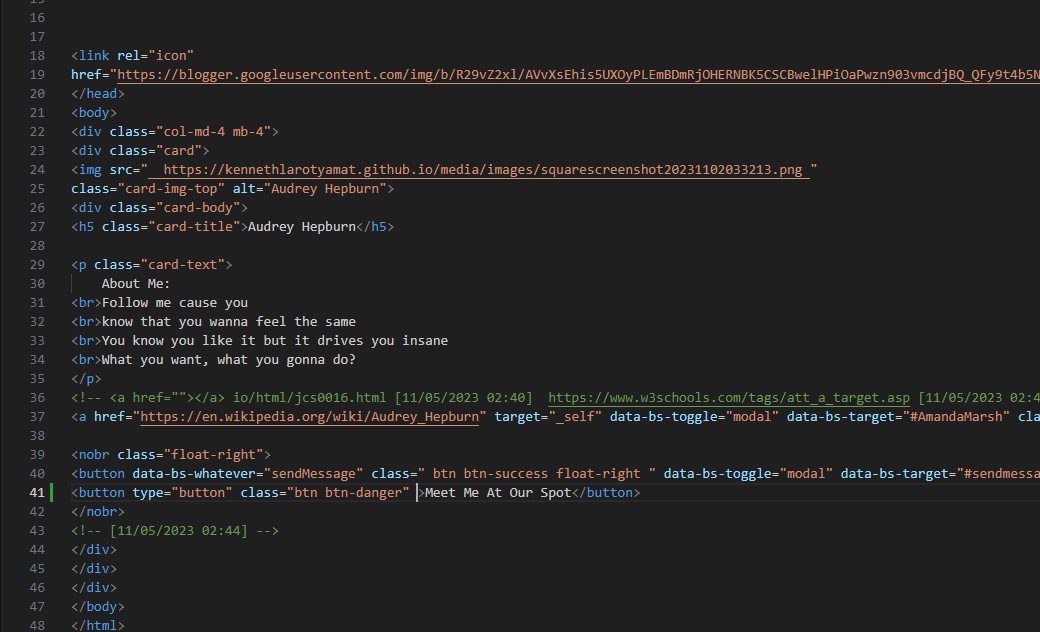 16
17
18 <link rel="icon"
19 href="https://blogger.googleusercontent.com/img/b/R29vZ2xl/AVvXsEhis5UXOyPLEmBDmRjOHERNBK5CSCBwelHPiOaPwzn903vmcdjBQ_QFy9t4b5N
20 </head>
21 <body>
22 <div class="col-md-4 mb-4">
23 <div class="card">
24 <img src="  https://kennethlarotyamat.github.io/media/images/squarescreenshot20231102033213.png "
25 class="card-img-top" alt="Audrey Hepburn">
26 <div class="card-body">
27 <h5 class="card-title">Audrey Hepburn</h5>
28
29 <p class="card-text">
30     About Me:
31 <br>Follow me cause you
32 <br>know that you wanna feel the same
33 <br>You know you like it but it drives you insane
34 <br>What you want, what you gonna do?
35 </p>
36 <!-- <a href=""></a> io/html/jcs0016.html [11/05/2023 02:40]  https://www.w3schools.com/tags/att_a_target.asp [11/05/2023 02:4
37 <a href="https://en.wikipedia.org/wiki/Audrey_Hepburn" target="_self" data-bs-toggle="modal" data-bs-target="#AmandaMarsh" cla
38
39 <nobr class="float-right">
40 <button data-bs-whatever="sendMessage" class=" btn btn-success float-right " data-bs-toggle="modal" data-bs-target="#sendmessa
41 <button type="button" class="btn btn-danger" >Meet Me At Our Spot</button>
42 </nobr>
43 <!-- [11/05/2023 02:44] -->
44 </div>
45 </div>
46 </div>
47 </body>
48 </html>